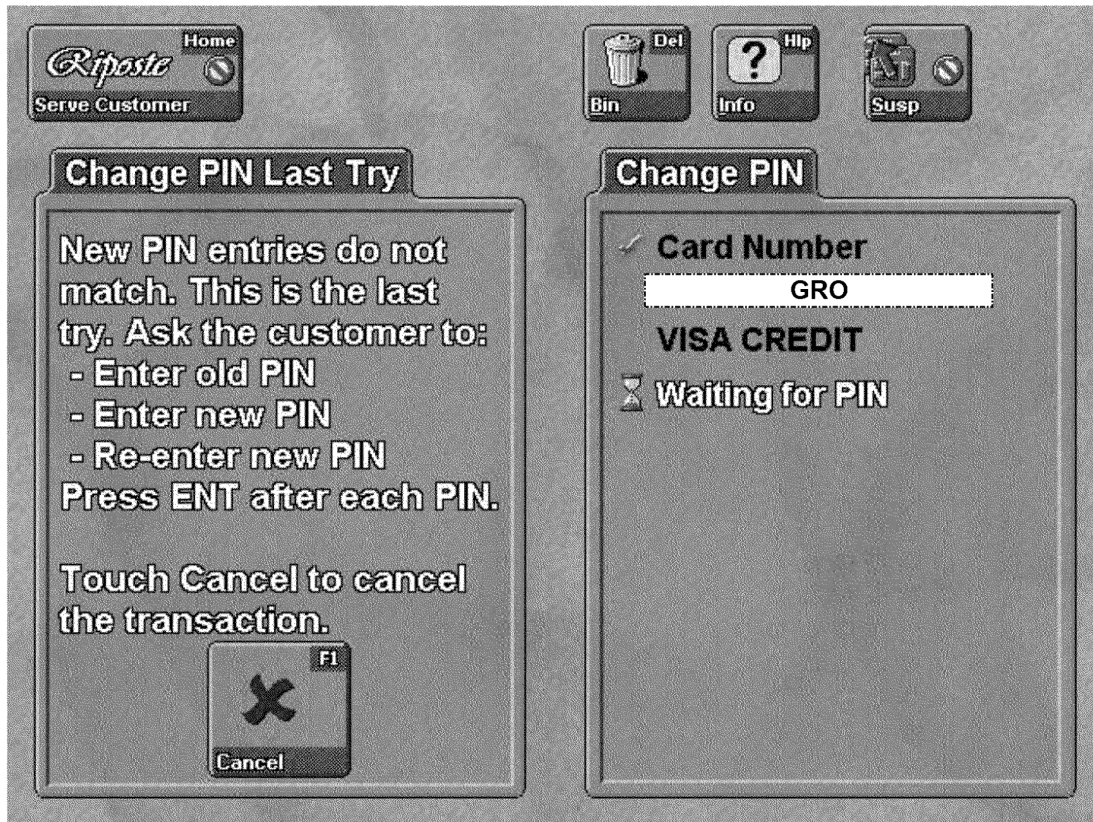 Riposte
Home
Serve Customer
Del
Bin
Hlp
Info
Susp
Change PIN Last Try
New PIN entries do not
match. This is the last
try. Ask the customer to:
- Enter old PIN
- Enter new PIN
- Re-enter new PIN
Press ENT after each PIN.
Touch Cancel to cancel
the transaction.
F1
Cancel
Change PIN
Card Number
GRO
VISA CREDIT
Waiting for PIN